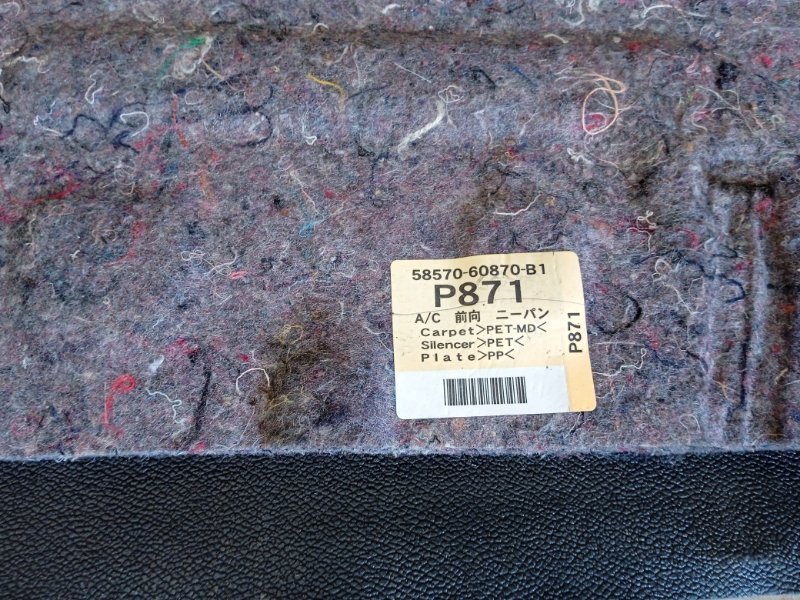 58570-60870-B1
P871
A/C 前向 ニーパン
Carpet>PET-MD<
Silencer>PET<
Plate>PP<
P871